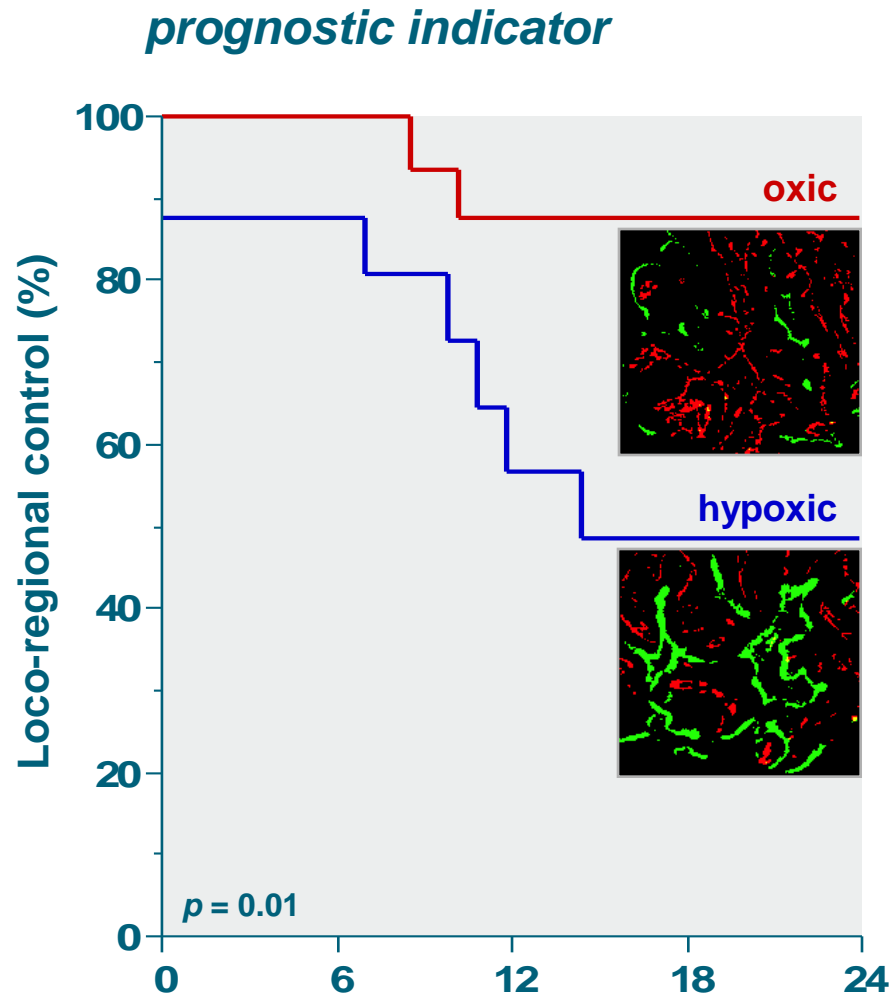 prognostic indicator
100
80
60
40
20
0
Loco-regional control (%)
oxic
hypoxic
p = 0.01
0 6 12 18 24